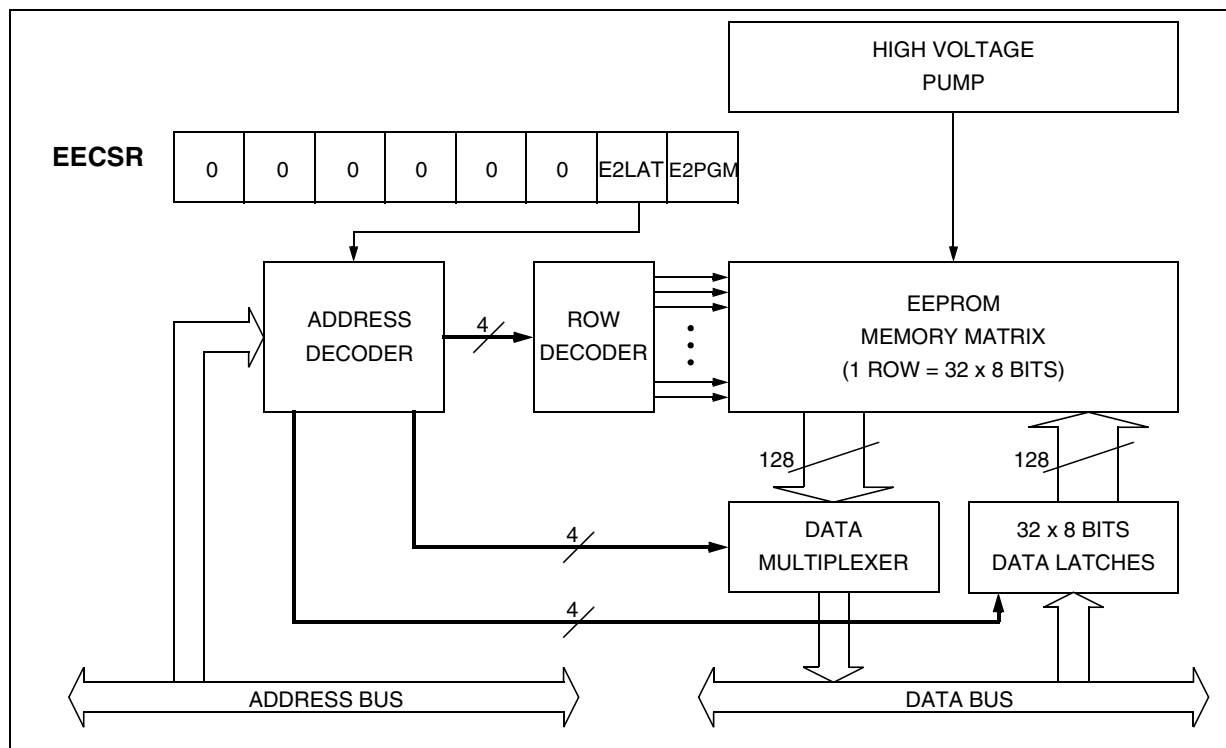 HIGH VOLTAGE
PUMP
EECSR
0 0 0 0 0 0 E2LAT E2PGM
ADDRESS
DECODER
4
ROW
DECODER
EEPROM
MEMORY MATRIX
(1 ROW = 32 x 8 BITS)
128
128
4
DATA
MULTIPLEXER
32 x 8 BITS
DATA LATCHES
4
ADDRESS BUS
DATA BUS